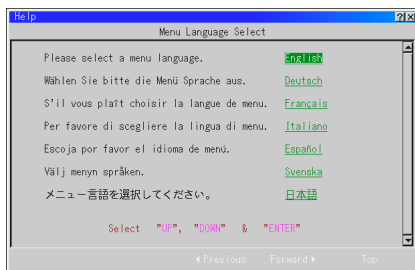 Help
Menu Language Select
Please select a menu language. English
Wählen Sie bitte die Menü Sprache aus. Deutsch
S'il vous plaît choisir la langue de menu. Français
Per favore di scegliere la lingua di menu. Italiano
Escoja por favor el idioma de menú. Español
Välj menyn språken. Svenska
メニュー言語を選択してください。 日本語
Select "UP", "DOWN" & "ENTER"
Previous Forward Top